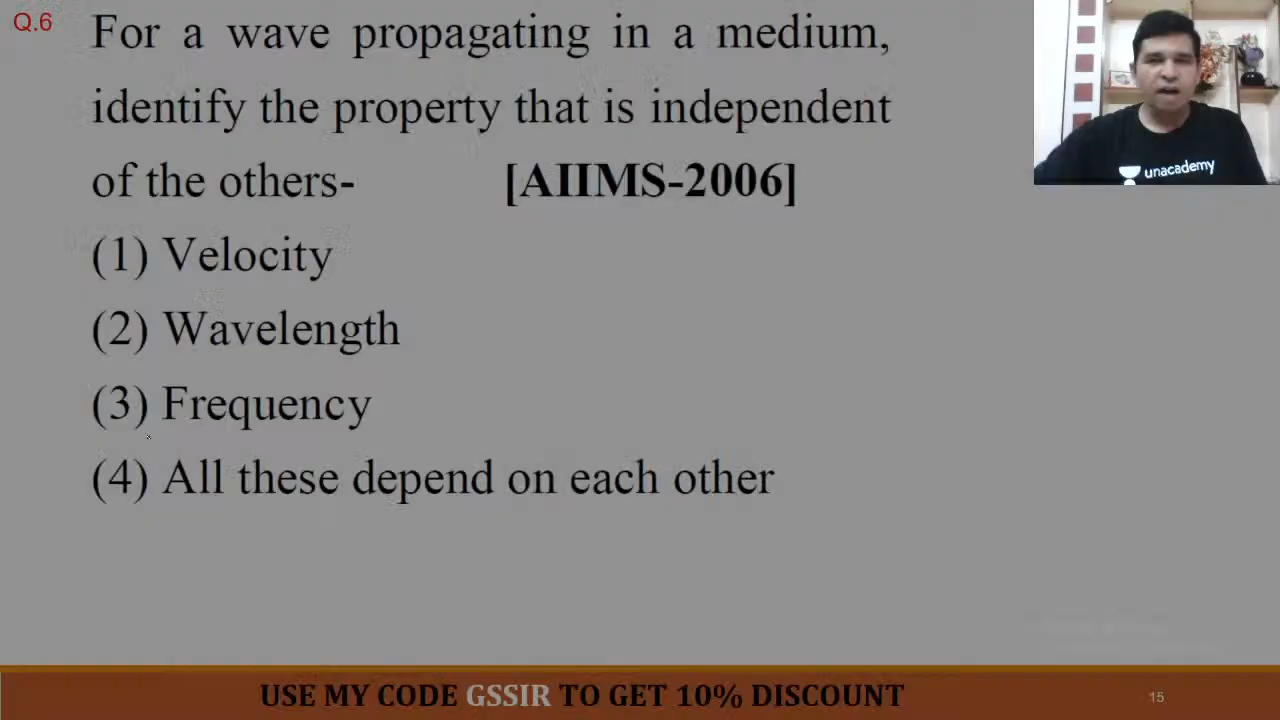 Q.6
For a wave propagating in a medium,
identify the property that is independent
of the others- [AIIMS-2006]
(1) Velocity
(2) Wavelength
(3) Frequency
(4) All these depend on each other
unacademy
USE MY CODE GSSIR TO GET 10% DISCOUNT
15